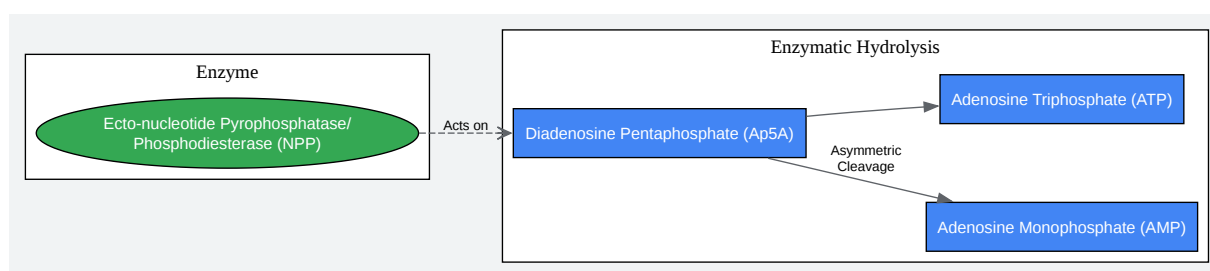 Enzyme
Ecto-nucleotide Pyrophosphatase/
Phosphodiesterase (NPP)
Acts on
Enzymatic Hydrolysis
Diadenosine Pentaphosphate (Ap5A)
Adenosine Triphosphate (ATP)
Asymmetric
Cleavage
Adenosine Monophosphate (AMP)